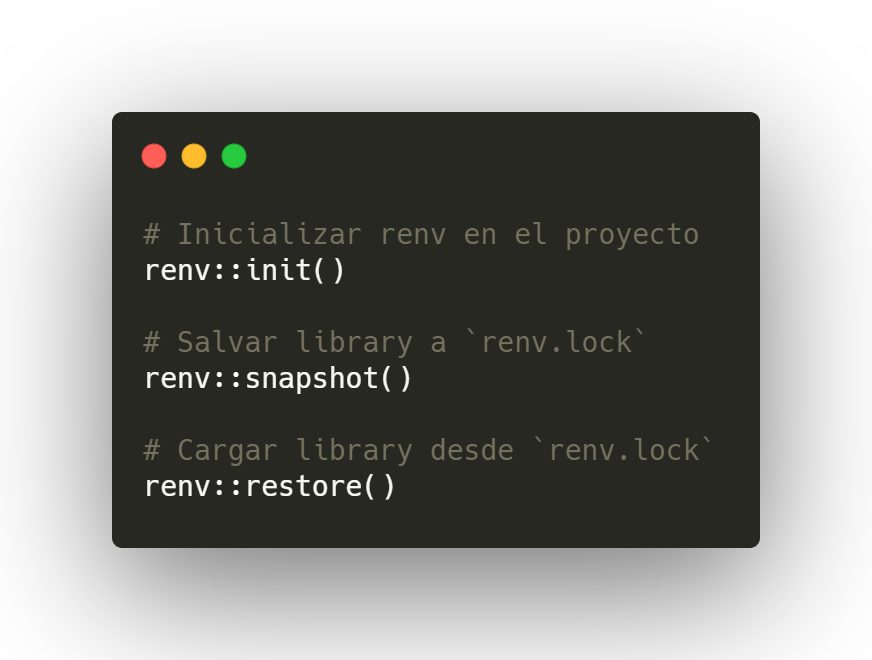 # Inicializar renv en el proyecto
renv::init()
# Salvar library a `renv.lock`
renv::snapshot()
# Cargar library desde `renv.lock`
renv::restore()